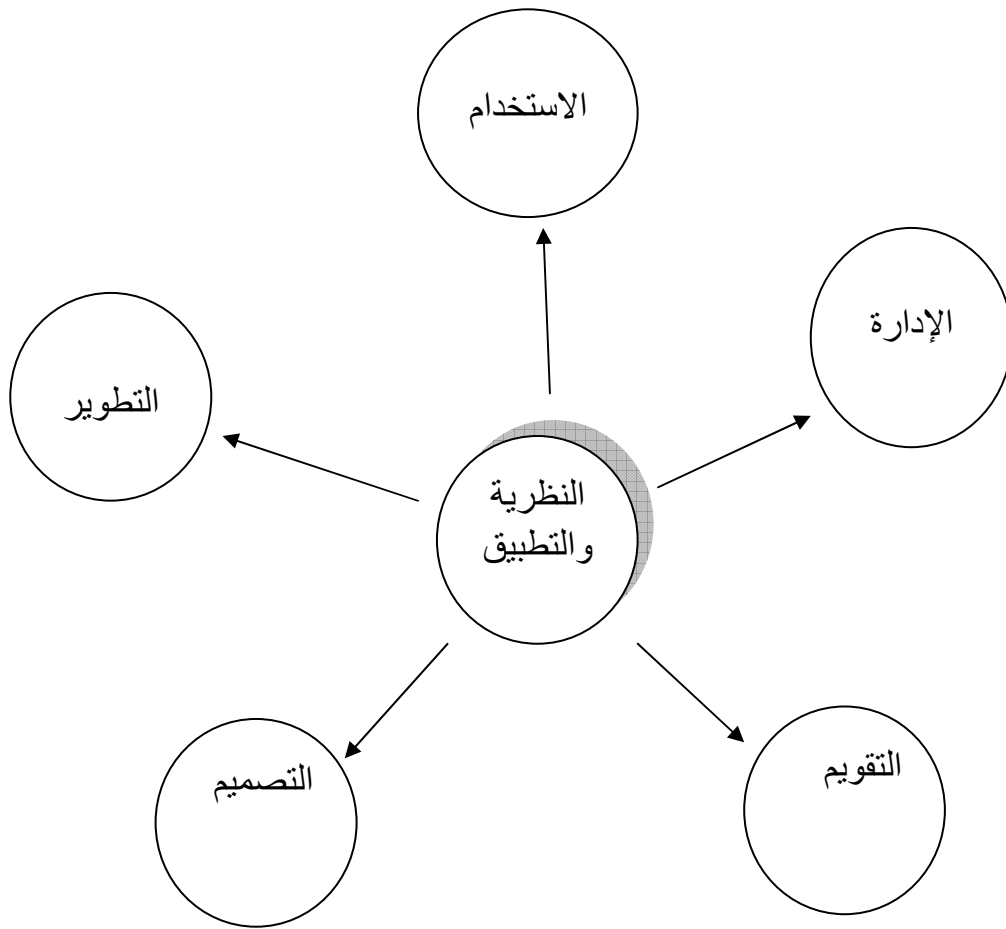 الاستخدام
الإدارة
التطوير
النظرية
والتطبيق
التقويم
التصميم